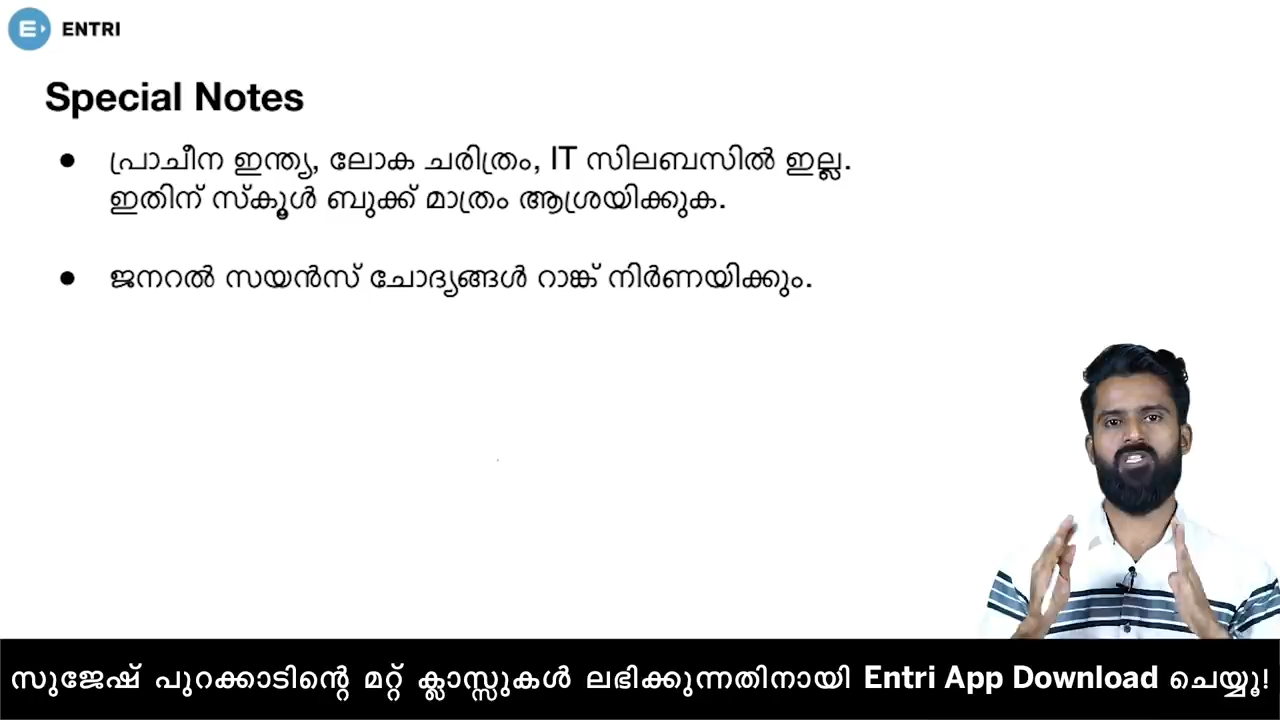 ENTRI
Special Notes
● പ്രാചീന ഇന്ത്യ, ലോക ചരിത്രം, IT സിലബസിൽ ഇല്ല.
ഇതിന് സ്കൂൾ ബുക്ക് മാത്രം ആശ്രയിക്കുക.
● ജനറൽ സയൻസ് ചോദ്യങ്ങൾ റാങ്ക് നിർണയിക്കും.
സുജേഷ് പുറക്കാടിന്റെ മറ്റ് ക്ലാസ്സുകൾ ലഭിക്കുന്നതിനായി Entri App Download ചെയ്യൂ!